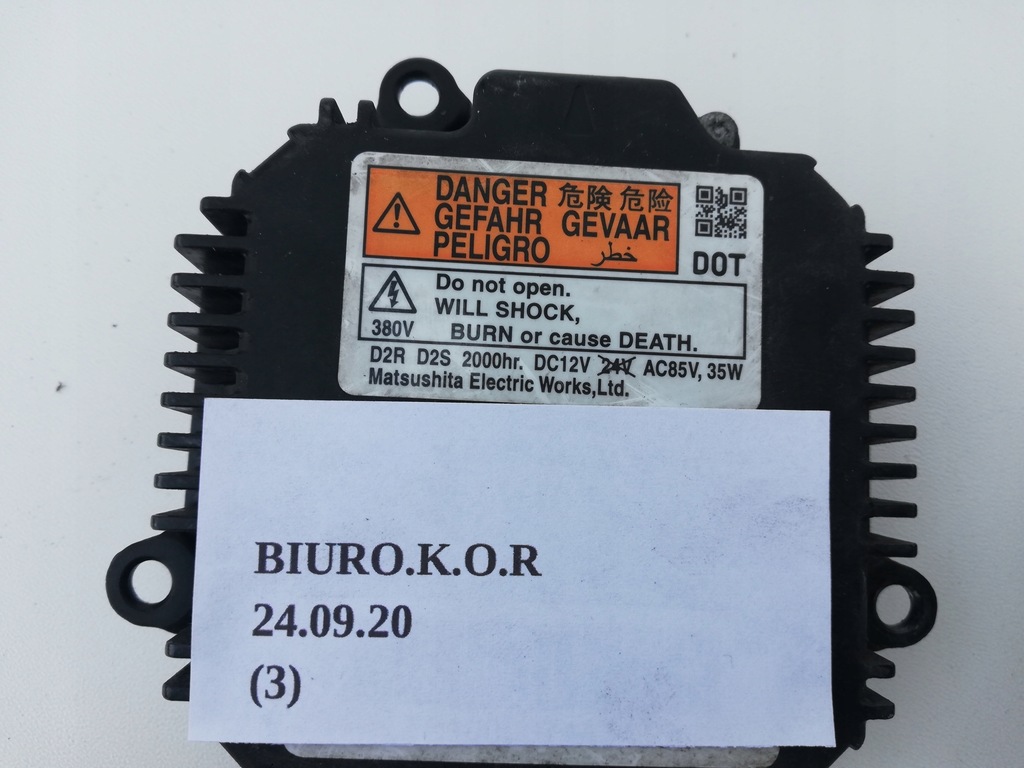 DANGER 危険 危险
GEFAHR GEVAAR
PELIGRO خطر
DOT
Do not open.
WILL SHOCK,
380V BURN or cause DEATH.
D2R D2S 2000hr. DC12V 24V AC85V, 35W
Matsushita Electric Works,Ltd.
BIURO.K.O.R
24.09.20
(3)